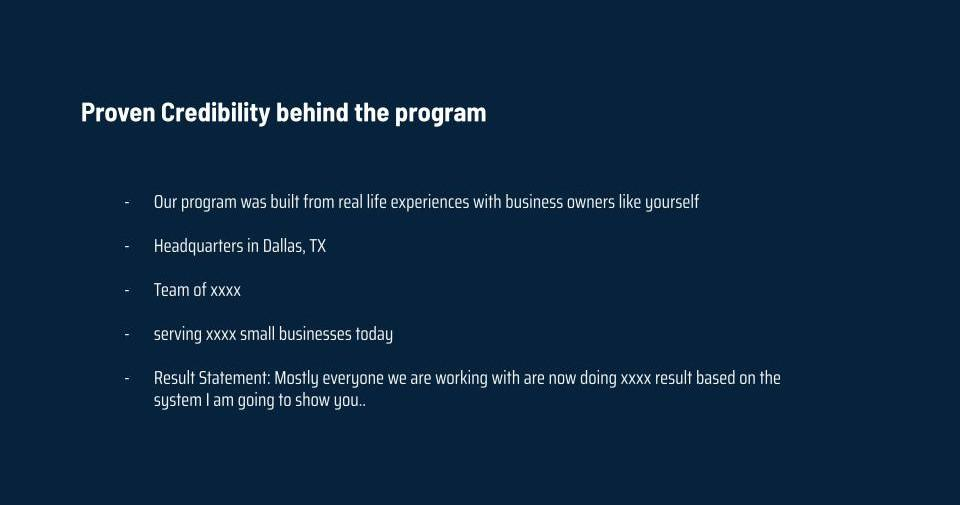 Proven Credibility behind the program
- Our program was built from real life experiences with business owners like yourself
- Headquarters in Dallas, TX
- Team of xxxx
- serving xxxx small businesses today
- Result Statement: Mostly everyone we are working with are now doing xxxx result based on the
system I am going to show you..